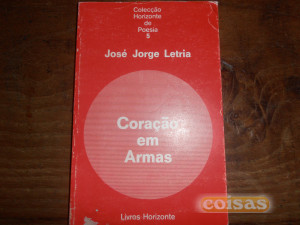 Colecção
Horizonte
de
Poesia
5
José Jorge Letria
Coração
em
Armas
Livros Horizonte
coisas